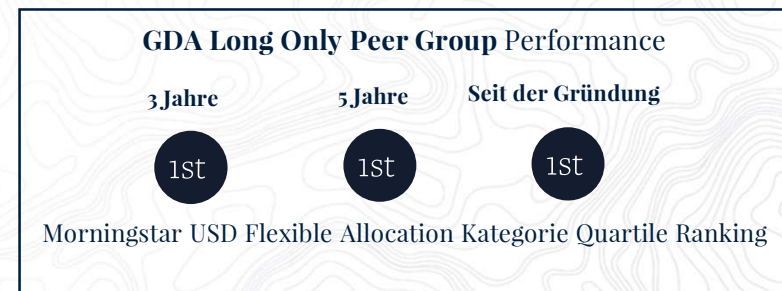 GDA Long Only Peer Group Performance
3 Jahre 5 Jahre Seit der Gründung
1st 1st 1st
Morningstar USD Flexible Allocation Kategorie Quartile Ranking